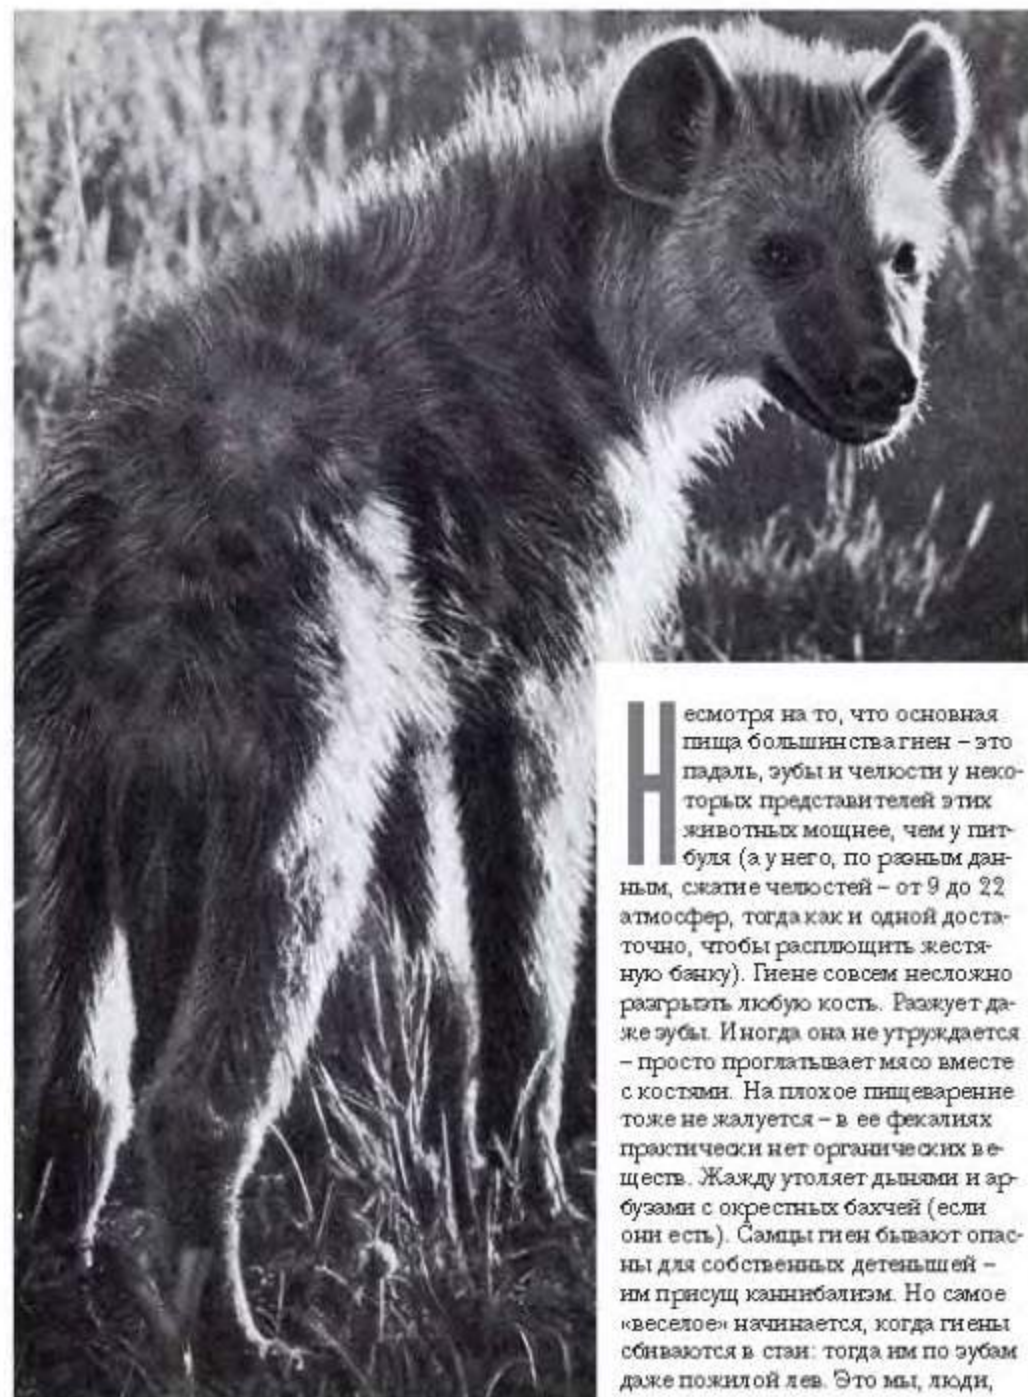 Несмотря на то, что основная
пища большинства гиен – это
падаль, зубы и челюсти у неко-
торых представителей этих
животных мощнее, чем у пит-
буля (а у него, по разным дан-
ным, сжатие челюстей – от 9 до 22
атмосфер, тогда как и одной доста-
точно, чтобы расплющить жестя-
ную банку). Гиене совсем несложно
разгрызть любую кость. Разжует да-
же зубы. Иногда она не утруждается
– просто проглатывает мясо вместе
с костями. На плохое пищеварение
тоже не жалуется – в ее фекалиях
практически нет органических ве-
ществ. Жажду утоляет дынями и ар-
бузами с окрестных бахчей (если
они есть). Самцы гиен бывают опас-
ны для собственных детенышей –
им присущ каннибализм. Но самое
«веселое» начинается, когда гиены
сбиваются в стаи: тогда им по зубам
даже пожилой лев. Это мы, люди,